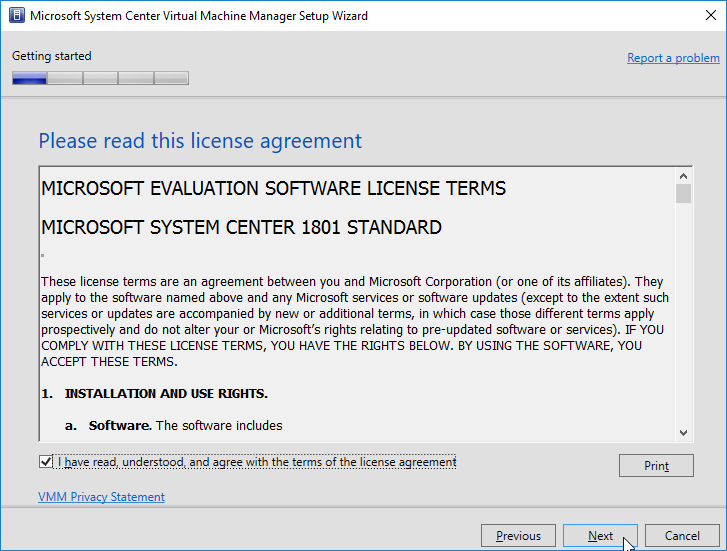 Microsoft System Center Virtual Machine Manager Setup Wizard
Getting started
Report a problem
Please read this license agreement
MICROSOFT EVALUATION SOFTWARE LICENSE TERMS
MICROSOFT SYSTEM CENTER 1801 STANDARD
These license terms are an agreement between you and Microsoft Corporation (or one of its affiliates). They
apply to the software named above and any Microsoft services or software updates (except to the extent such
services or updates are accompanied by new or additional terms, in which case those different terms apply
prospectively and do not alter your or Microsoft’s rights relating to pre-updated software or services). IF YOU
COMPLY WITH THESE LICENSE TERMS, YOU HAVE THE RIGHTS BELOW. BY USING THE SOFTWARE, YOU
ACCEPT THESE TERMS.
1. INSTALLATION AND USE RIGHTS.
a. Software. The software includes
I have read, understood, and agree with the terms of the license agreement
Print
VMM Privacy Statement
Previous
Next
Cancel